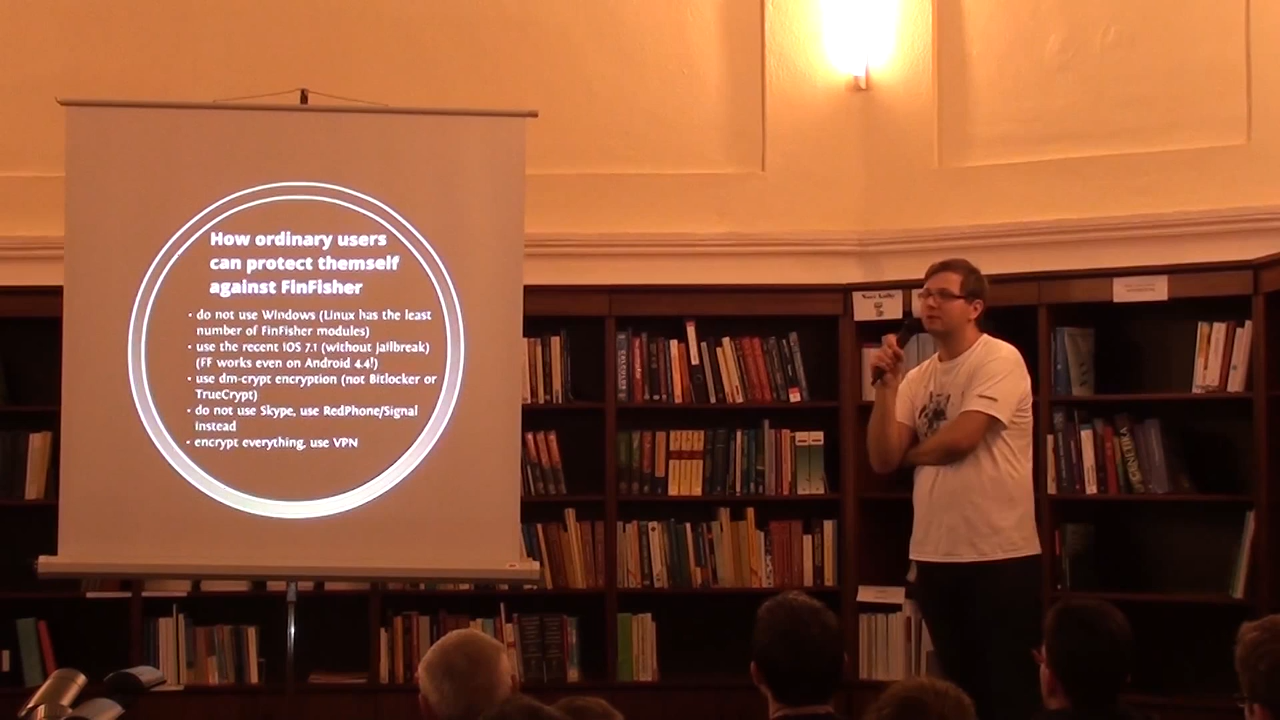 How ordinary users
can protect themself
against FinFisher
• do not use Windows (Linux has the least
number of FinFisher modules)
• use the recent iOS 7.1 (without jailbreak)
(FF works even on Android 4.4!)
• use dm-crypt encryption (not Bitlocker or
TrueCrypt)
• do not use Skype, use RedPhone/Signal
instead
• encrypt everything, use VPN
GENETIKA